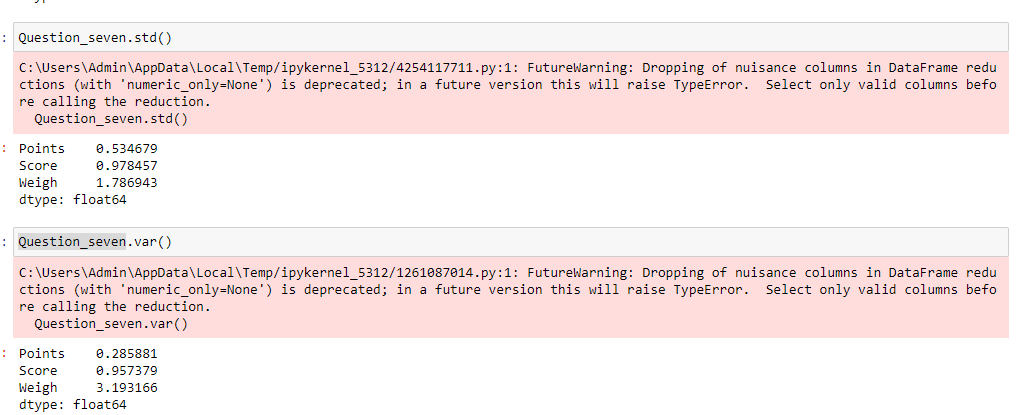 : Question_seven.std()
C:\Users\Admin\AppData\Local\Temp/ipykernel_5312/4254117711.py:1: FutureWarning: Dropping of nuisance columns in DataFrame redu
ctions (with 'numeric_only=None') is deprecated; in a future version this will raise TypeError.  Select only valid columns befo
re calling the reduction.
  Question_seven.std()
: Points    0.534679
Score     0.978457
Weigh     1.786943
dtype: float64
: Question_seven.var()
C:\Users\Admin\AppData\Local\Temp/ipykernel_5312/1261087014.py:1: FutureWarning: Dropping of nuisance columns in DataFrame redu
ctions (with 'numeric_only=None') is deprecated; in a future version this will raise TypeError.  Select only valid columns befo
re calling the reduction.
  Question_seven.var()
: Points    0.285881
Score     0.957379
Weigh     3.193166
dtype: float64